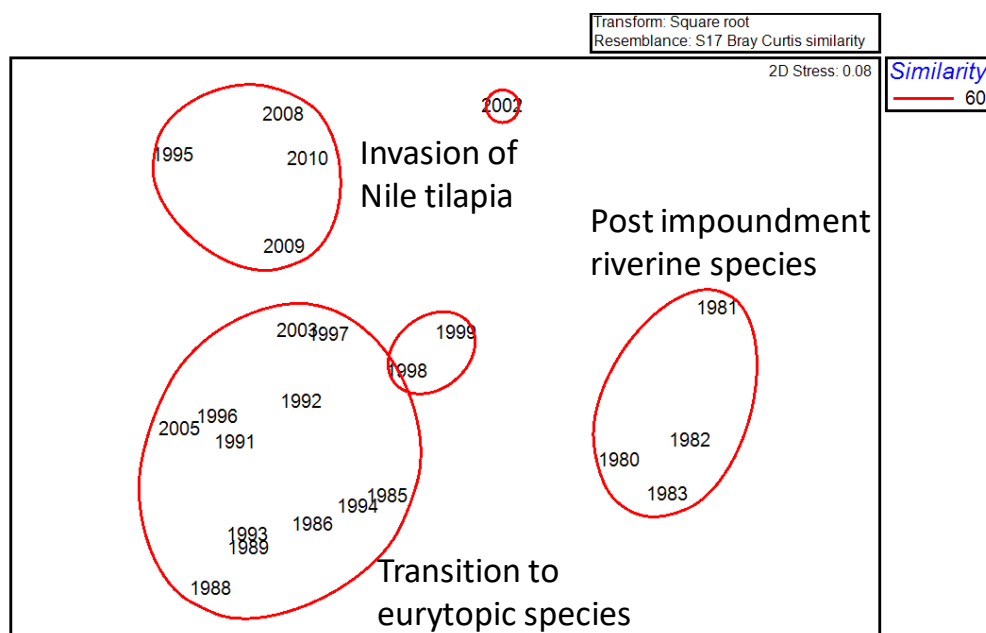 Transform: Square root
Resemblance: S17 Bray Curtis similarity
2D Stress: 0.08
Similarity
60
2008
2002
1995
2010
Invasion of
Nile tilapia
2009
Post impoundment
riverine species
1981
2003
1997
1999
1998
1992
1996
2005
1991
1982
1980
1983
1985
1994
1986
1993
1989
1988
Transition to
eurytopic species